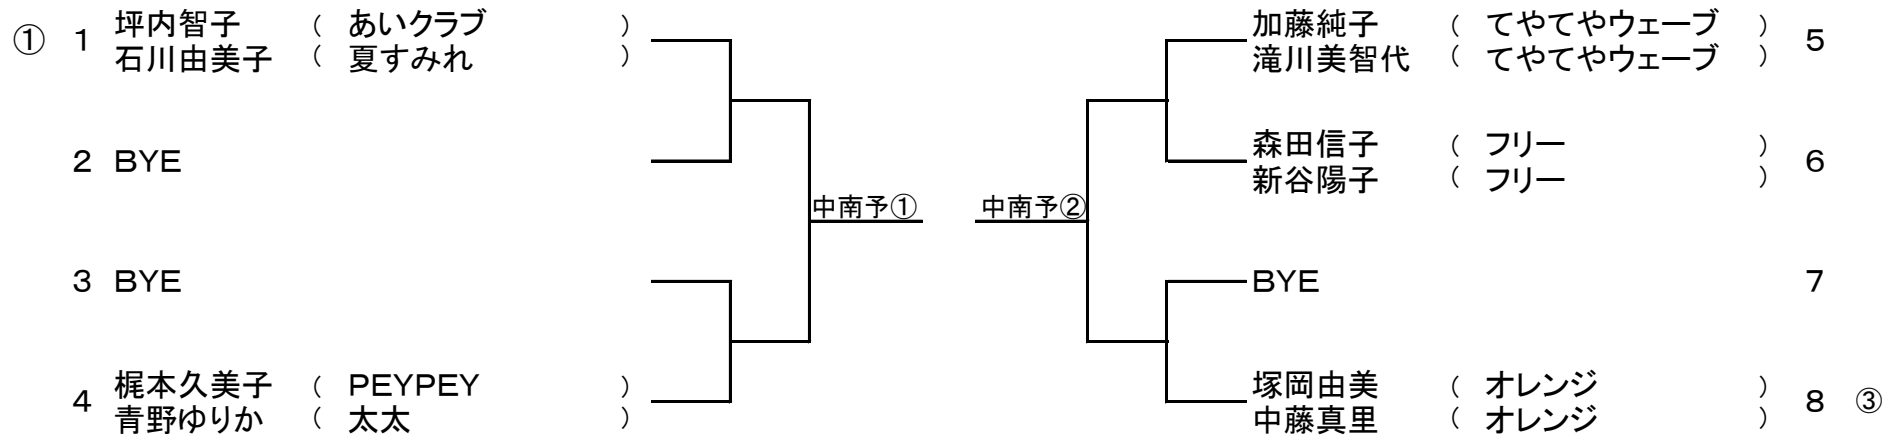 ① 1 坪内智子 ( あいクラブ )
石川由美子 ( 夏すみれ )
2 BYE
3 BYE
4 梶本久美子 ( PEYPEY )
青野ゆりか ( 太太 )
中南予①
中南予②
加藤純子 ( てやてやウェーブ ) 5
滝川美智代 ( てやてやウェーブ )
森田信子 ( フリー ) 6
新谷陽子 ( フリー )
BYE 7
塚岡由美 ( オレンジ ) 8 ③
中藤真里 ( オレンジ )